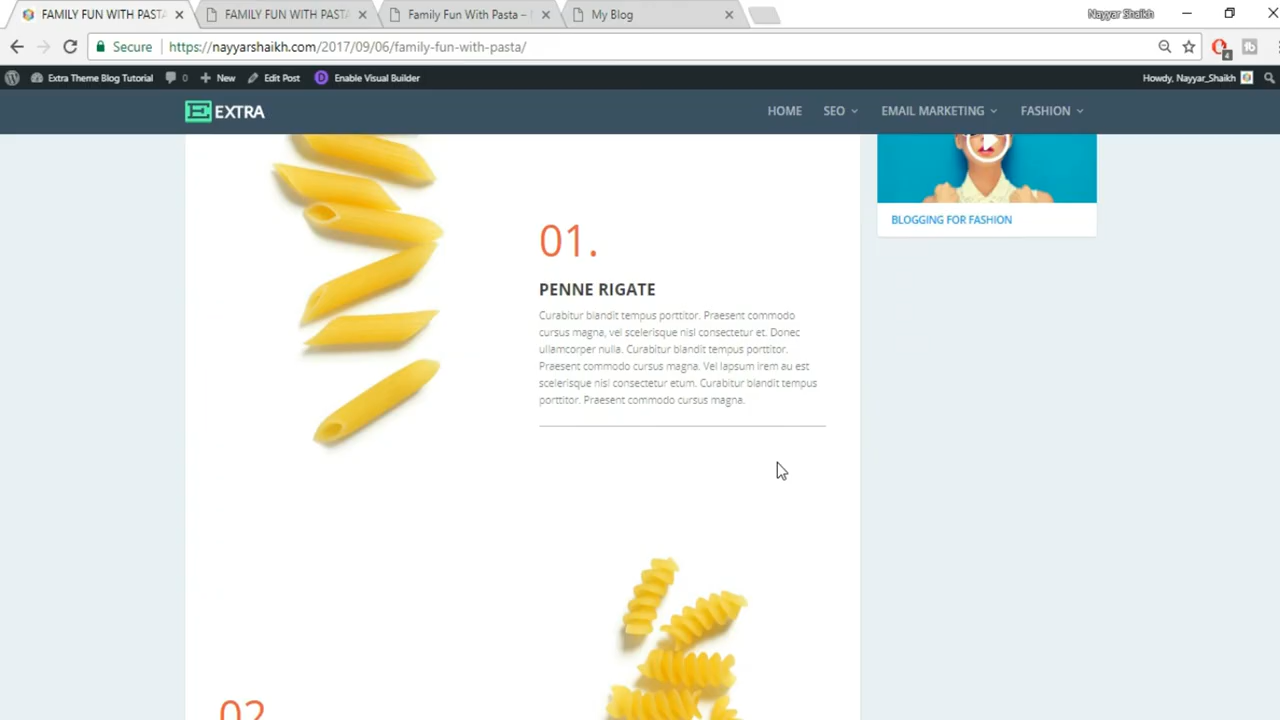 FAMILY FUN WITH PASTA
FAMILY FUN WITH PASTA
Family Fun With Pasta –
My Blog
Nayyar Shaikh
Secure
https://nayyarshaikh.com/2017/09/06/family-fun-with-pasta/
4
Extra Theme Blog Tutorial
0
New
Edit Post
D
Enable Visual Builder
Howdy, Nayyar_Shaikh
E EXTRA
HOME
SEO
EMAIL MARKETING
FASHION
BLOGGING FOR FASHION
01.
PENNE RIGATE
Curabitur blandit tempus porttitor. Praesent commodo
cursus magna, vel scelerisque nisl consectetur et. Donec
ullamcorper nulla. Curabitur blandit tempus porttitor.
Praesent commodo cursus magna. Vel lapsum irem au est
scelerisque nisi consectetur etum. Curabitur blandit tempus
porttitor. Praesent commodo cursus magna.
02